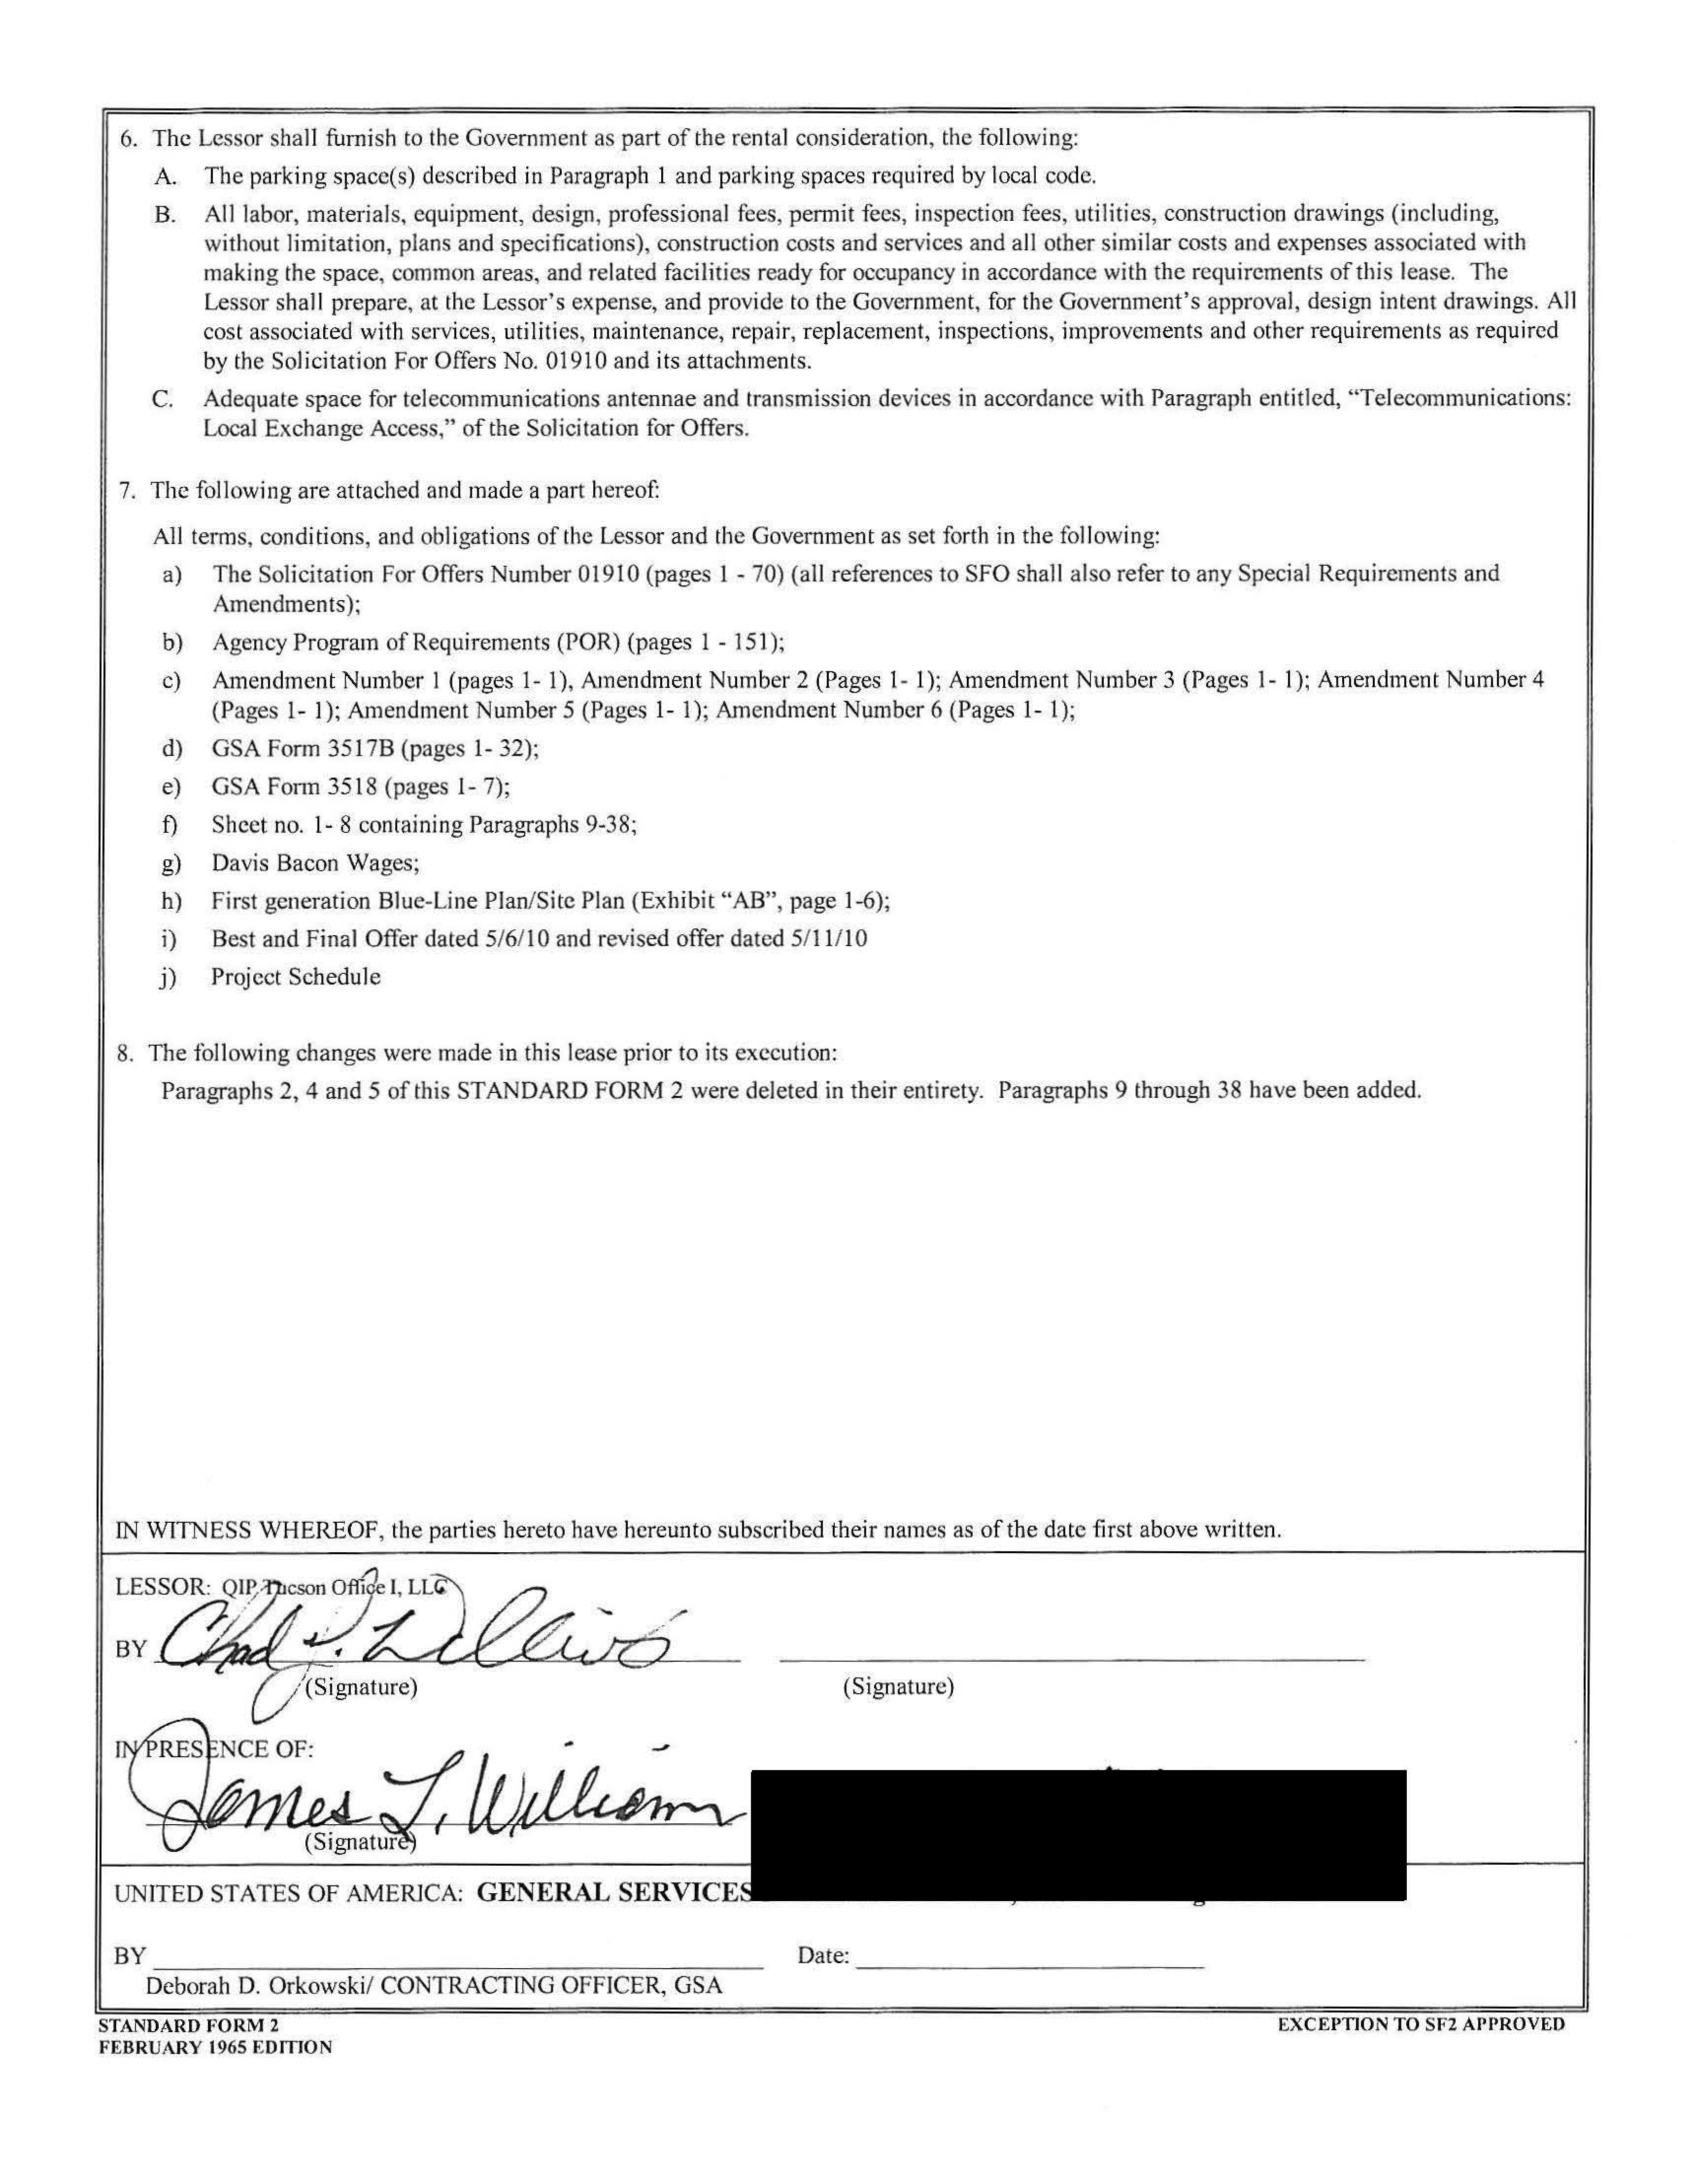 6. The Lessor shall furnish to the Government as part of the rental consideration, the following:
A. The parking space(s) described in Paragraph 1 and parking spaces required by local code.
B. All labor, materials, equipment, design, professional fees, permit fees, inspection fees, utilities, construction drawings (including,
without limitation, plans and specifications), construction costs and services and all other similar costs and expenses associated with
making the space, common areas, and related facilities ready for occupancy in accordance with the requirements of this lease. The
Lessor shall prepare, at the Lessor's expense, and provide to the Government, for the Government's approval, design intent drawings. All
cost associated with services, utilities, maintenance, repair, replacement, inspections, improvements and other requirements as required
by the Solicitation For Offers No. 01910 and its attachments.
C. Adequate space for telecommunications antennae and transmission devices in accordance with Paragraph entitled, “Telecommunications:
Local Exchange Access,” of the Solicitation for Offers.
7. The following are attached and made a part hereof:
All terms, conditions, and obligations of the Lessor and the Government as set forth in the following:
a) The Solicitation For Offers Number 01910 (pages 1 - 70) (all references to SFO shall also refer to any Special Requirements and
Amendments);
b) Agency Program of Requirements (POR) (pages 1 - 151);
c) Amendment Number 1 (pages 1- 1), Amendment Number 2 (Pages 1- 1); Amendment Number 3 (Pages 1- 1); Amendment Number 4
(Pages 1- 1); Amendment Number 5 (Pages 1- 1); Amendment Number 6 (Pages 1- 1);
d) GSA Form 3517B (pages 1- 32);
e) GSA Form 3518 (pages 1- 7);
f) Sheet no. 1- 8 containing Paragraphs 9-38;
g) Davis Bacon Wages;
h) First generation Blue-Line Plan/Site Plan (Exhibit “AB”, page 1-6);
i) Best and Final Offer dated 5/6/10 and revised offer dated 5/11/10
j) Project Schedule
8. The following changes were made in this lease prior to its execution:
Paragraphs 2, 4 and 5 of this STANDARD FORM 2 were deleted in their entirety. Paragraphs 9 through 38 have been added.
IN WITNESS WHEREOF, the parties hereto have hereunto subscribed their names as of the date first above written.
LESSOR: QIP Tucson Office I, LLC
BY Chad
(Signature) (Signature)
IN PRESENCE OF:
James L. Williams
(Signature)
UNITED STATES OF AMERICA: GENERAL SERVICES
BY Date:
Deborah D. Orkowski/ CONTRACTING OFFICER, GSA
STANDARD FORM 2 EXCEPTION TO SF2 APPROVED
FEBRUARY 1965 EDITION